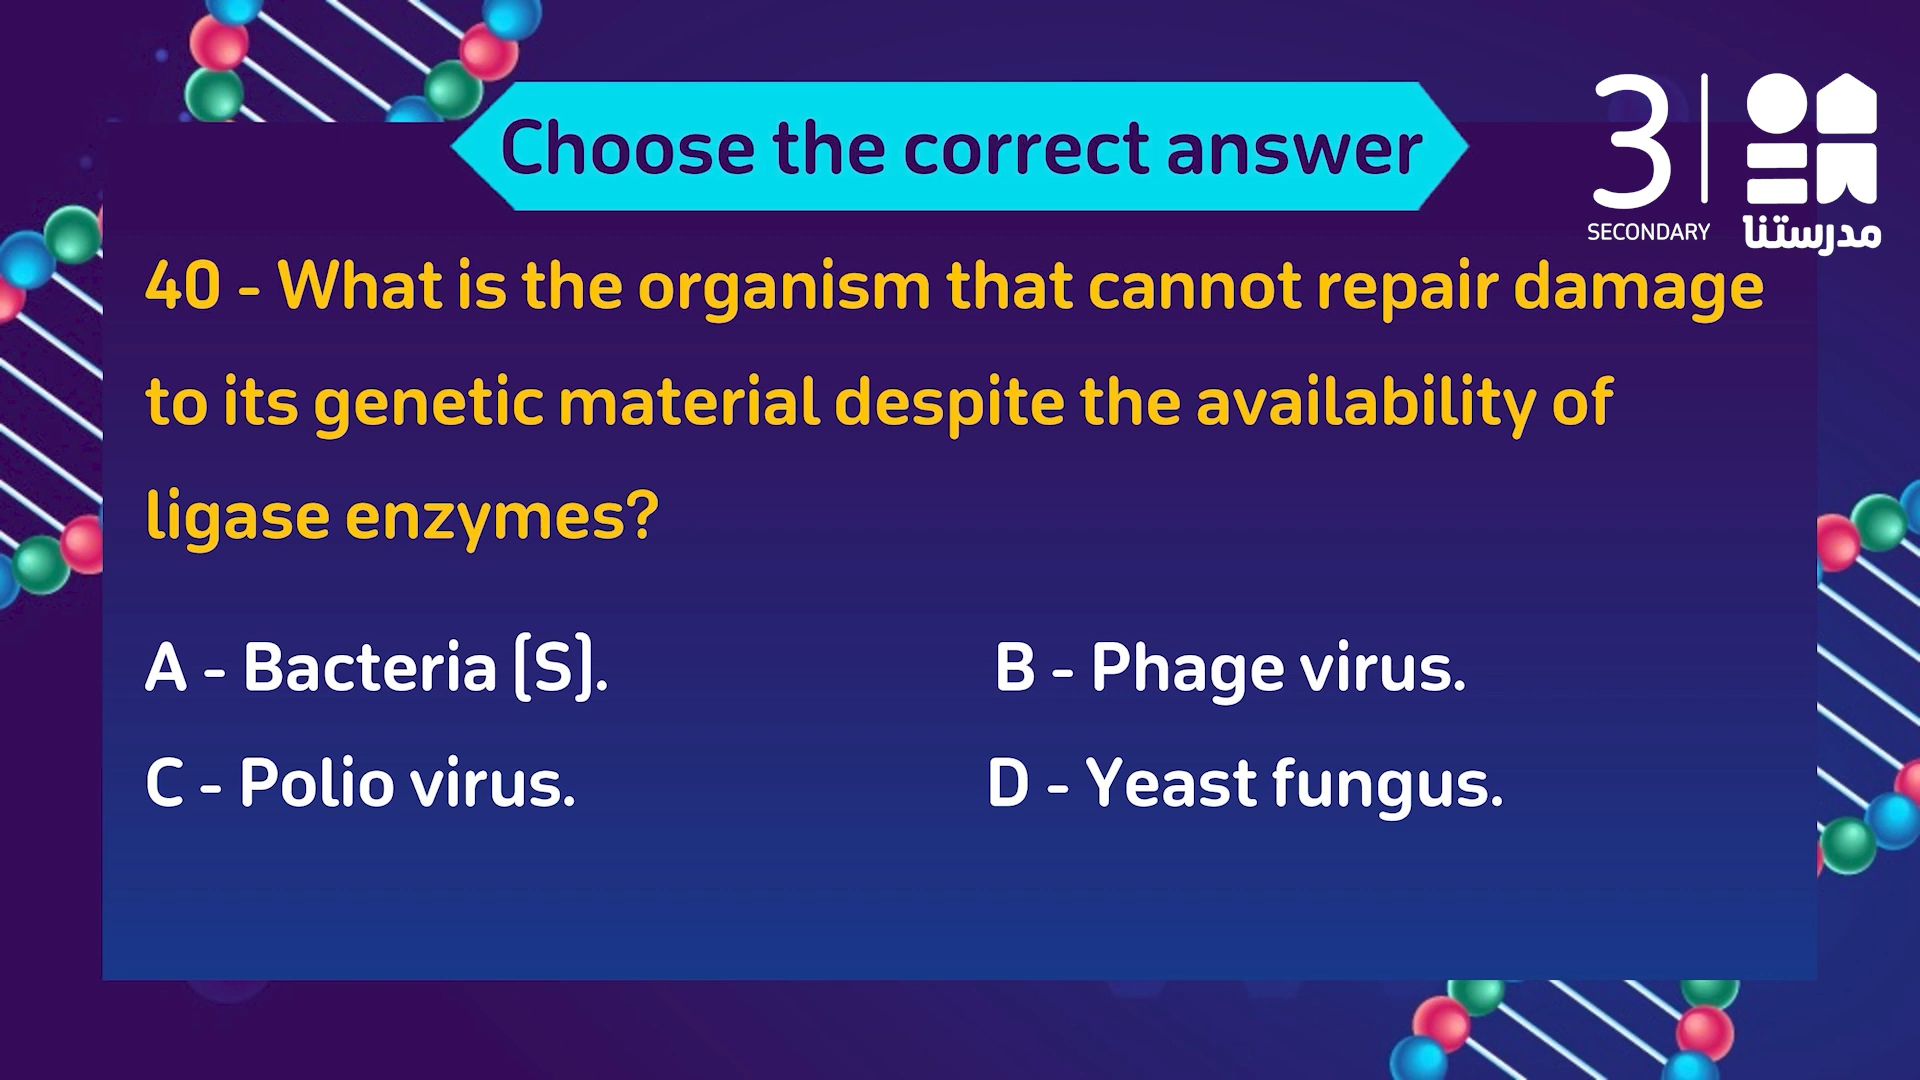 Choose the correct answer
3
SECONDARY
مدرستنا
40 - What is the organism that cannot repair damage
to its genetic material despite the availability of
ligase enzymes?
A - Bacteria (S).
B - Phage virus.
C - Polio virus.
D - Yeast fungus.